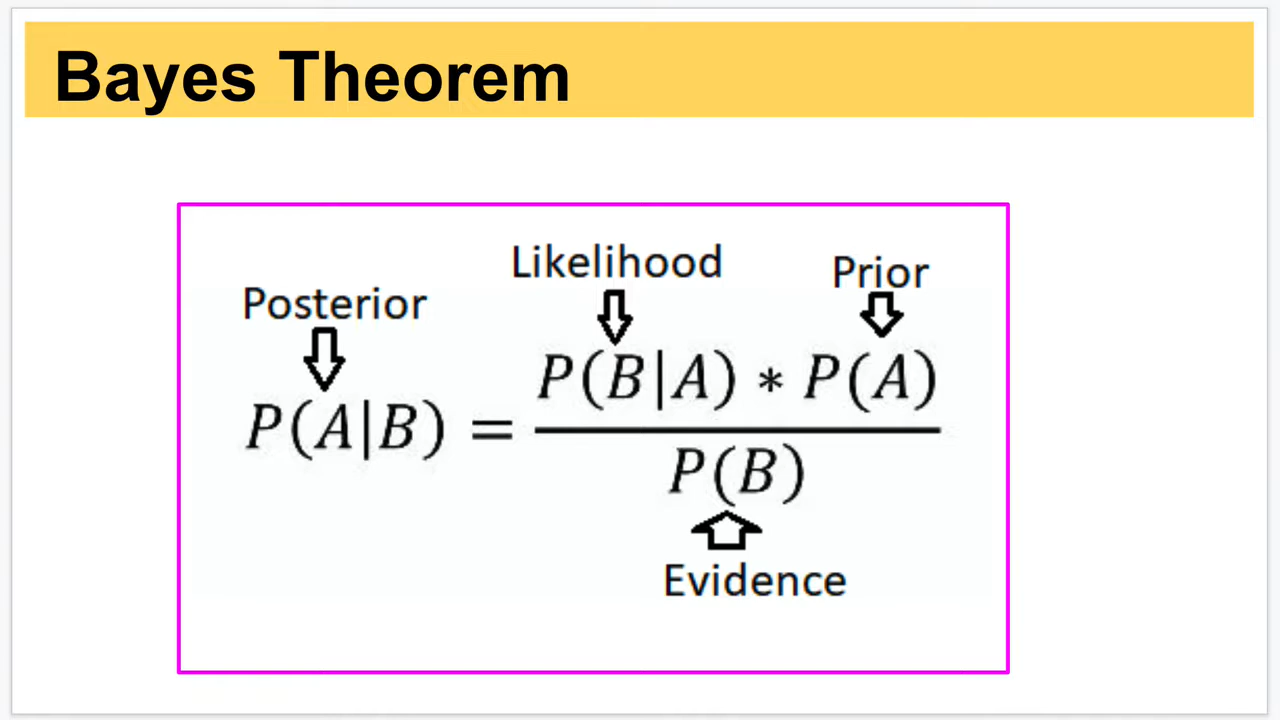 Bayes Theorem
Likelihood
Prior
Posterior
P(B|A) * P(A)
P(A|B) =
P(B)
Evidence